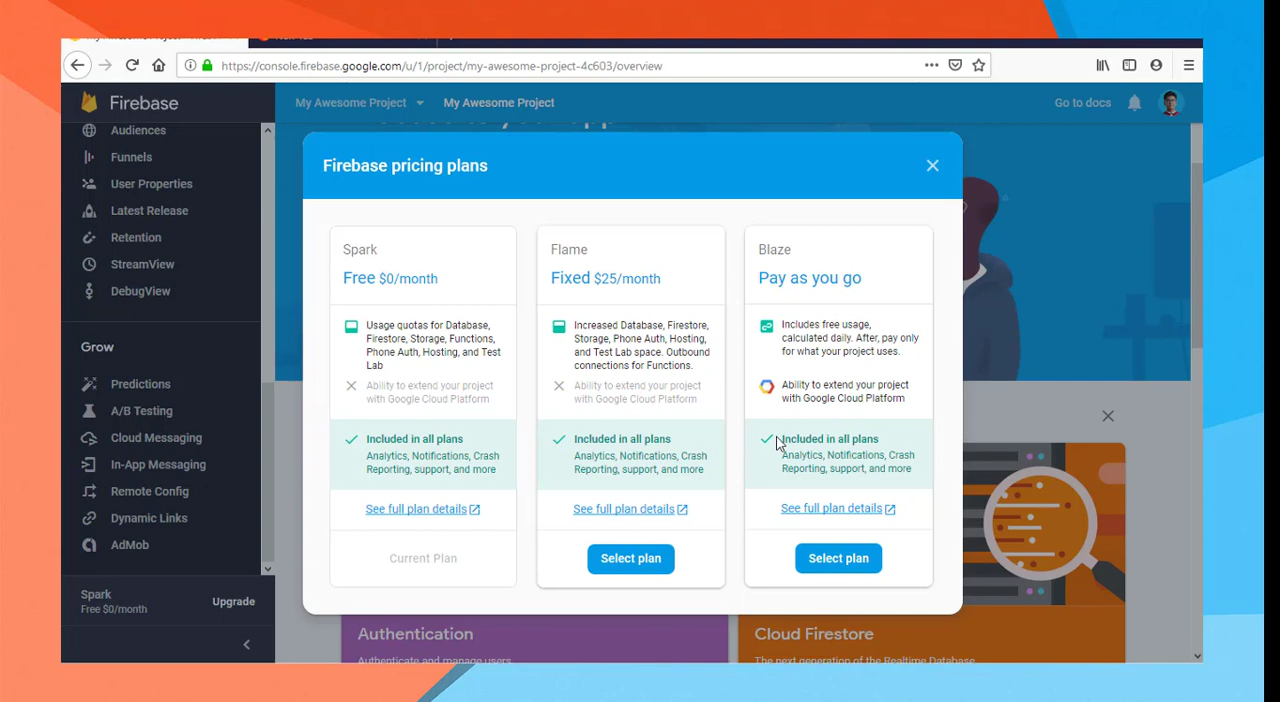 https://console.firebase.google.com/u/1/project/my-awesome-project-4c603/overview
Firebase
My Awesome Project
My Awesome Project
Go to docs
Audiences
Funnels
User Properties
Latest Release
Retention
StreamView
DebugView
Grow
Predictions
A/B Testing
Cloud Messaging
In-App Messaging
Remote Config
Dynamic Links
AdMob
Spark
Free $0/month
Upgrade
Firebase pricing plans
Spark
Free $0/month
Usage quotas for Database,
Firestore, Storage, Functions,
Phone Auth, Hosting, and Test
Lab
Ability to extend your project
with Google Cloud Platform
Included in all plans
Analytics, Notifications, Crash
Reporting, support, and more
See full plan details
Current Plan
Flame
Fixed $25/month
Increased Database, Firestore,
Storage, Phone Auth, Hosting,
and Test Lab space. Outbound
connections for Functions.
Ability to extend your project
with Google Cloud Platform
Included in all plans
Analytics, Notifications, Crash
Reporting, support, and more
See full plan details
Select plan
Blaze
Pay as you go
Includes free usage,
calculated daily. After, pay only
for what your project uses.
Ability to extend your project
with Google Cloud Platform
Included in all plans
Analytics, Notifications, Crash
Reporting, support, and more
See full plan details
Select plan
Authentication
Authenticate and manage users
Cloud Firestore
The next generation of the Realtime Database